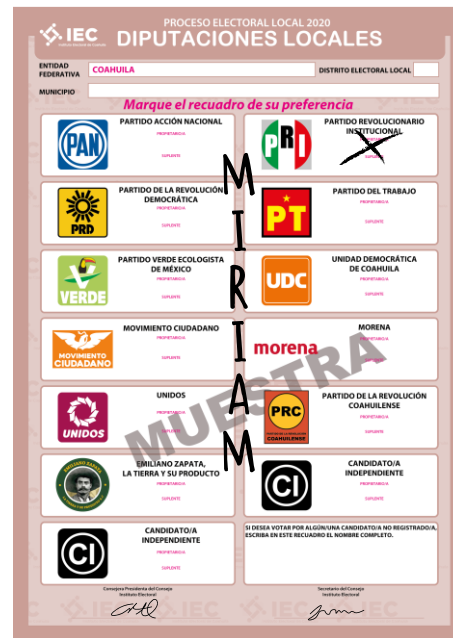 PROCESO ELECTORAL LOCAL 2020
IEC
DIPUTACIONES LOCALES
ENTIDAD FEDERATIVA
COAHUILA
DISTRITO ELECTORAL LOCAL
MUNICIPIO
Marque el recuadro de su preferencia
PAN
PARTIDO ACCIÓN NACIONAL
PROPIETARIO/A
SUPLENTE
PRI
PARTIDO REVOLUCIONARIO
INSTITUCIONAL
SUPLENTE
PRD
PARTIDO DE LA REVOLUCIÓN
DEMOCRÁTICA
PROPIETARIO/A
SUPLENTE
PT
PARTIDO DEL TRABAJO
PROPIETARIO/A
SUPLENTE
VERDE
PARTIDO VERDE ECOLOGISTA
DE MÉXICO
PROPIETARIO/A
SUPLENTE
UDC
UNIDAD DEMOCRÁTICA
DE COAHUILA
PROPIETARIO/A
SUPLENTE
MOVIMIENTO
CIUDADANO
MOVIMIENTO CIUDADANO
PROPIETARIO/A
SUPLENTE
morena
MORENA
PROPIETARIO/A
SUPLENTE
UNIDOS
UNIDOS
PROPIETARIO/A
SUPLENTE
PRC
COAHUILENSE
PARTIDO DE LA REVOLUCIÓN
COAHUILENSE
PROPIETARIO/A
SUPLENTE
EMILIANO ZAPATA
EMILIANO ZAPATA,
LA TIERRA Y SU PRODUCTO
PROPIETARIO/A
SUPLENTE
CI
CANDIDATO/A
INDEPENDIENTE
PROPIETARIO/A
SUPLENTE
CI
CANDIDATO/A
INDEPENDIENTE
PROPIETARIO/A
SUPLENTE
SI DESEA VOTAR POR ALGÚN/UNA CANDIDATO/A NO REGISTRADO/A,
ESCRIBA EN ESTE RECUADRO EL NOMBRE COMPLETO.
MIRIAM
MUESTRA
Consejera Presidenta del Consejo
Instituto Electoral
Secretario del Consejo
Instituto Electoral